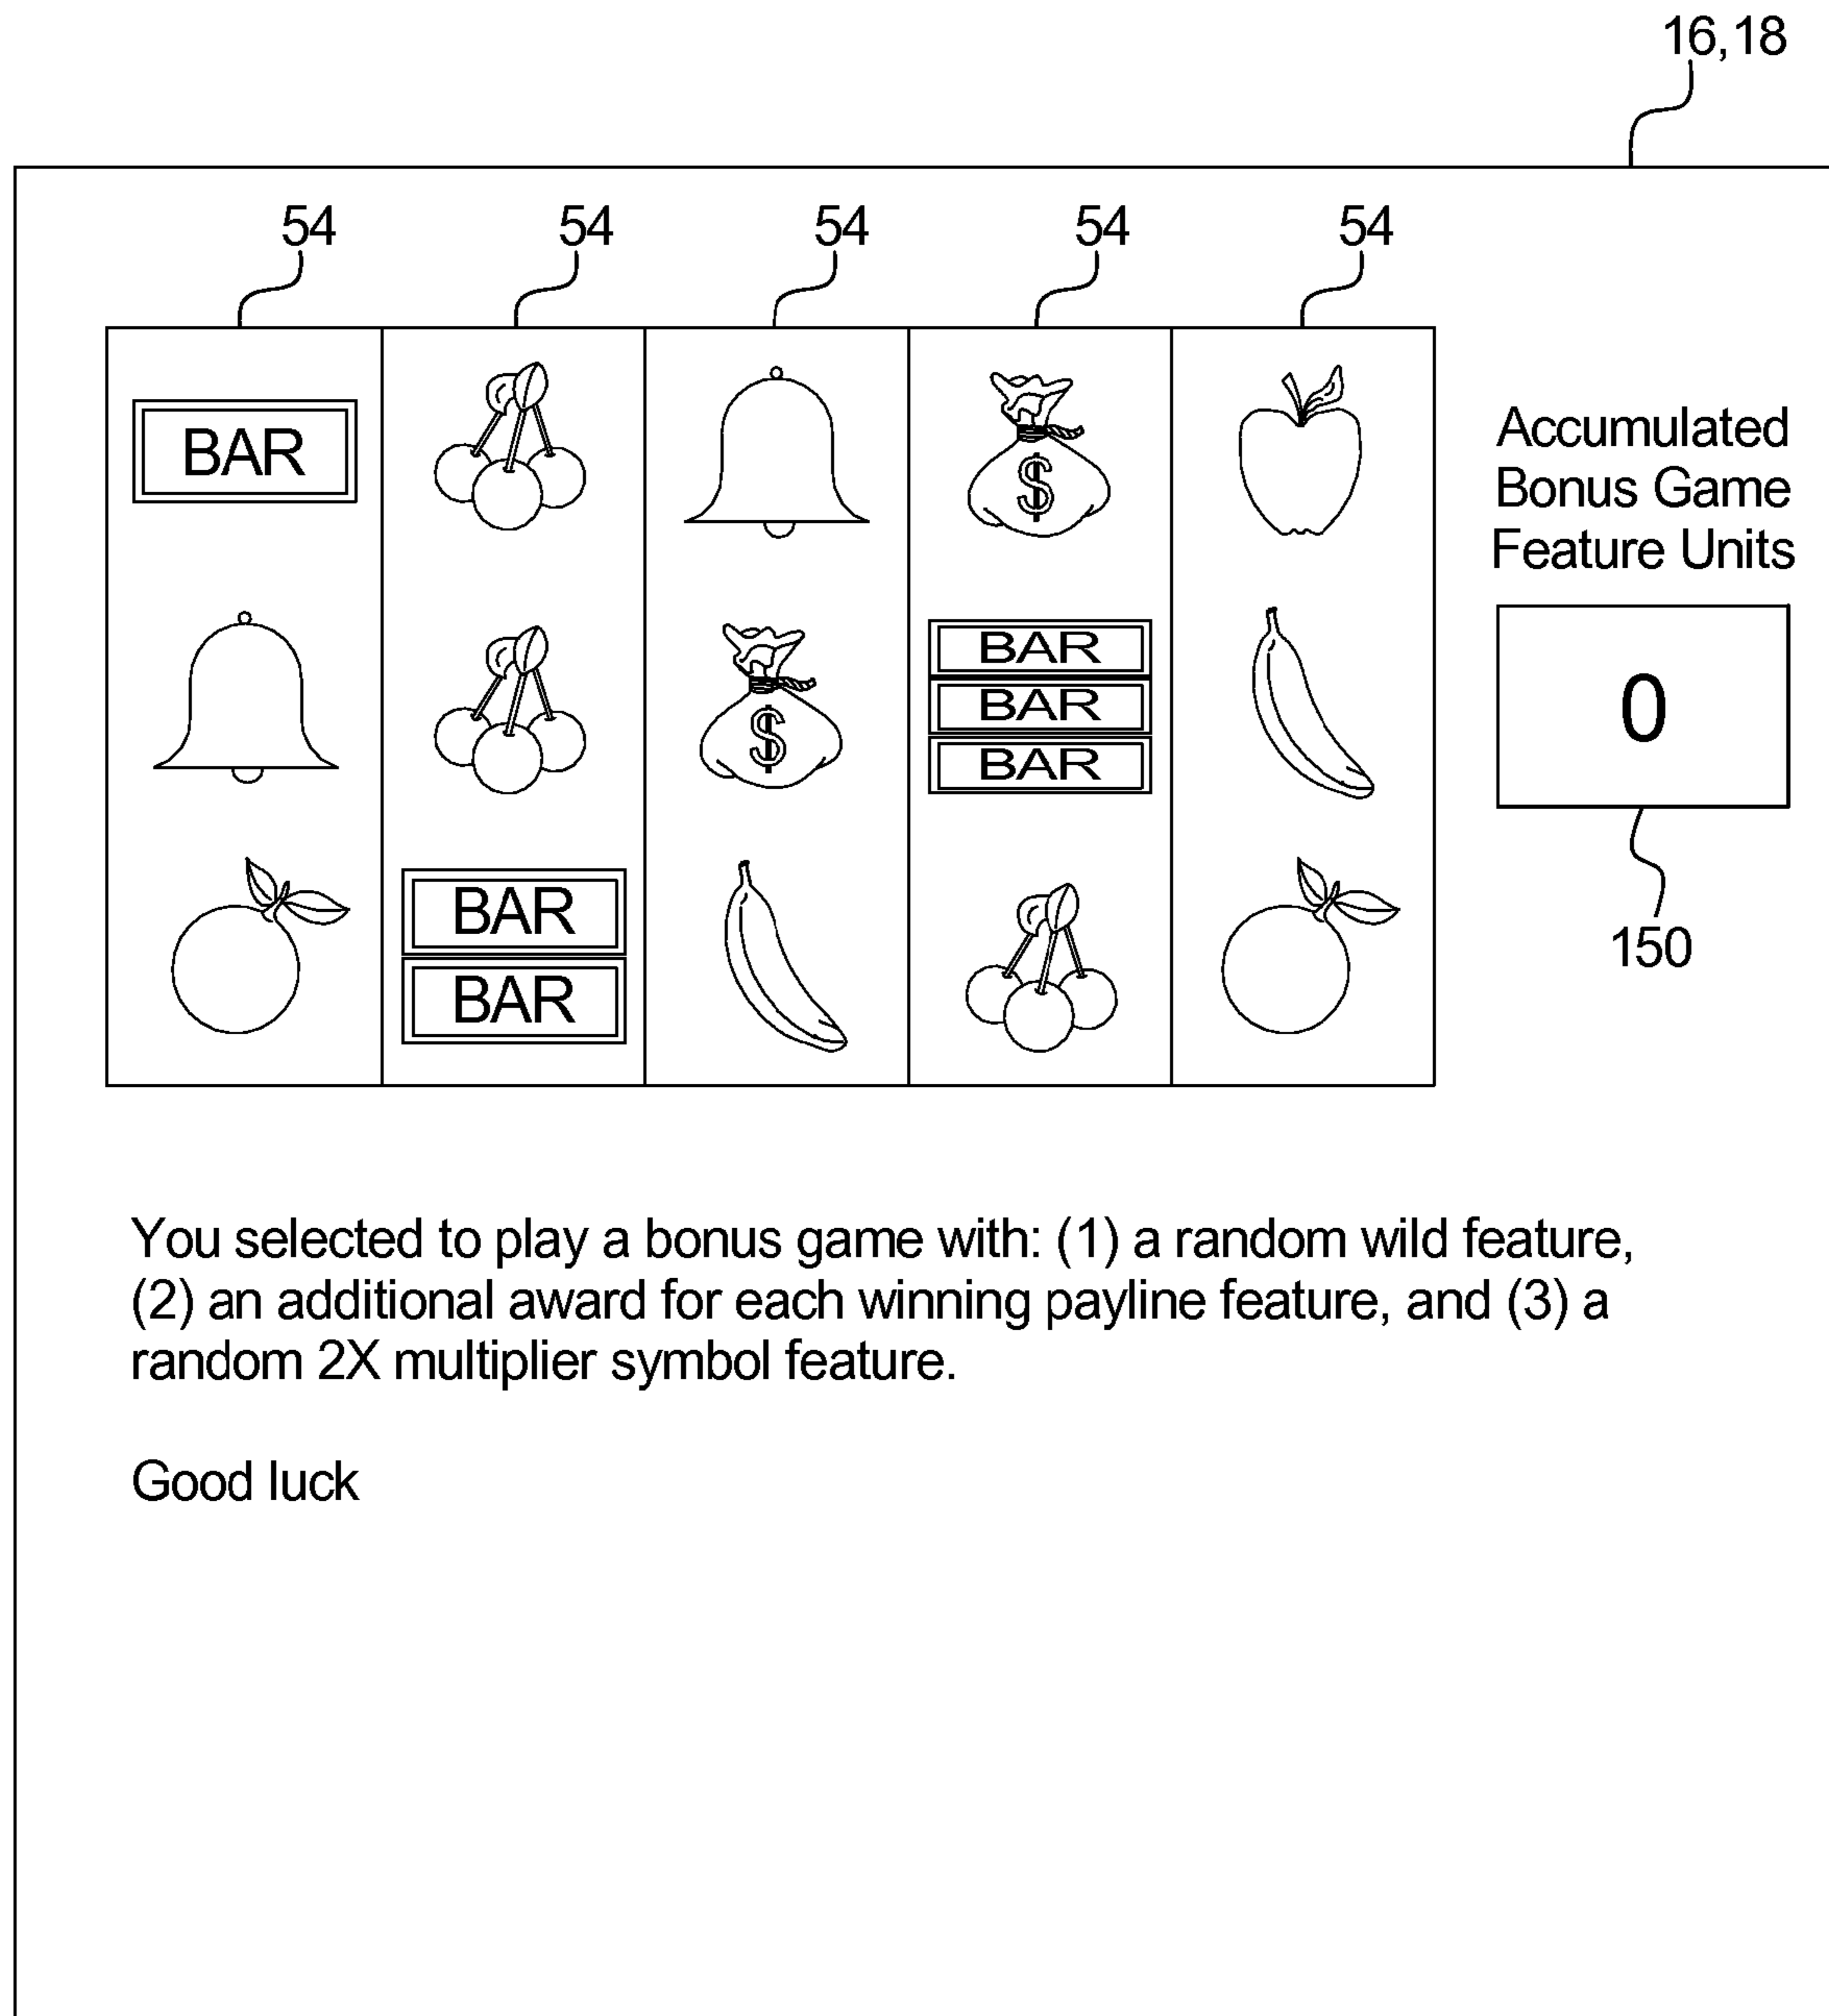 16,18
54 54 54 54 54
BAR
$
Accumulated
Bonus Game
Feature Units
$
BAR
BAR
BAR
0
BAR
BAR
150
You selected to play a bonus game with: (1) a random wild feature,
(2) an additional award for each winning payline feature, and (3) a
random 2X multiplier symbol feature.
Good luck